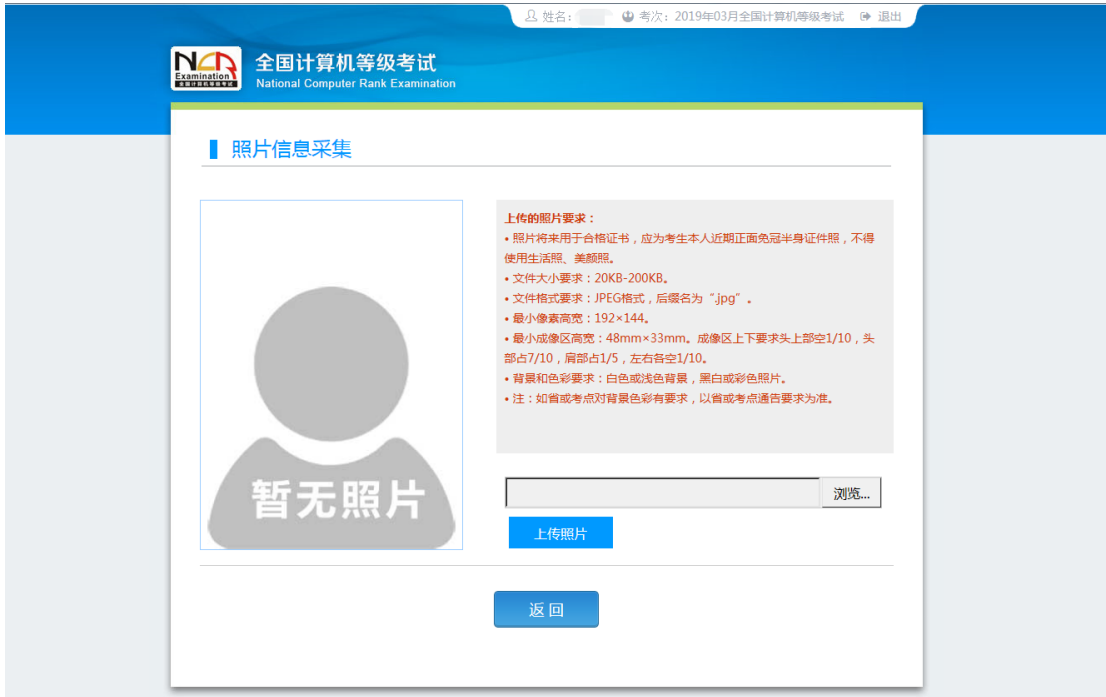 姓名： 考次：2019年03月全国计算机等级考试 退出
NCR
Examination
全国计算机等级考试
全国计算机等级考试
National Computer Rank Examination
照片信息采集
上传的照片要求：
• 照片将来用于合格证书，应为考生本人近期正面免冠半身证件照，不得
使用生活照、美颜照。
• 文件大小要求：20KB-200KB。
• 文件格式要求：JPEG格式，后缀名为“.jpg”。
• 最小像素高宽：192×144。
• 最小成像区高宽：48mm×33mm。成像区上下要求头上部空1/10，头
部占7/10，肩部占1/5，左右各空1/10。
• 背景和色彩要求：白色或浅色背景，黑白或彩色照片。
• 注：如省或考点对背景色彩有要求，以省或考点通告要求为准。
暂无照片
浏览...
上传照片
返 回